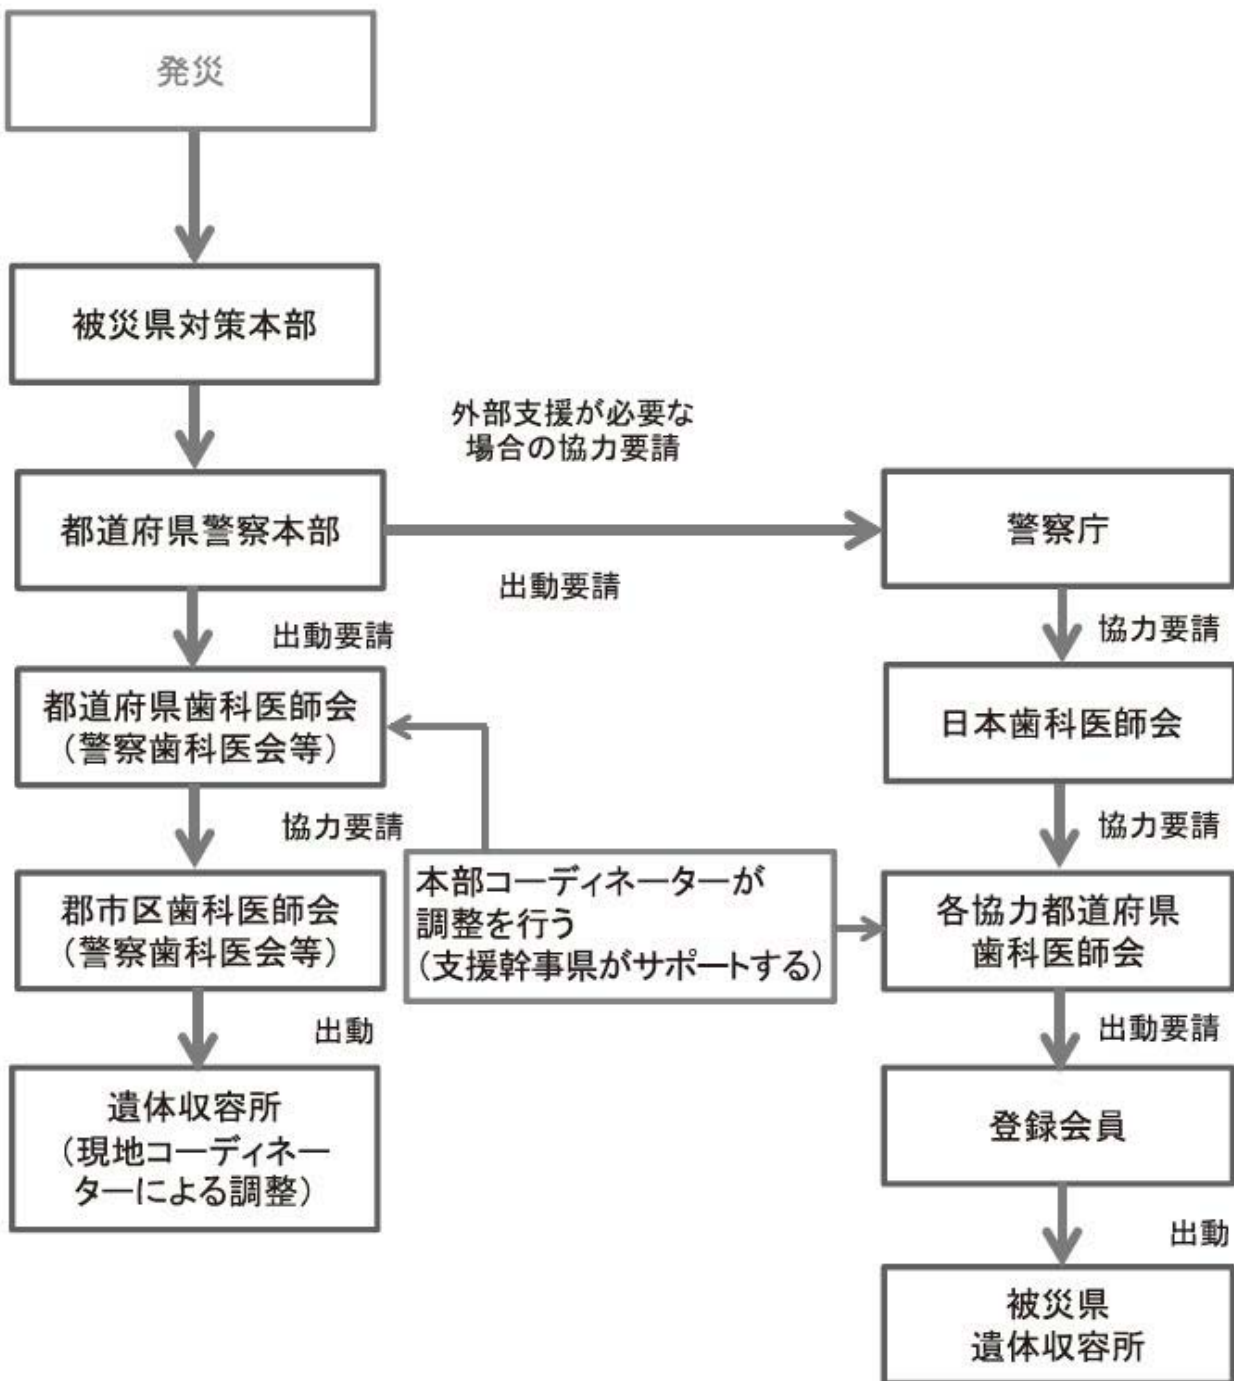 発災
被災県対策本部
外部支援が必要な
場合の協力要請
都道府県警察本部
警察庁
出動要請
出動要請
協力要請
都道府県歯科医師会
（警察歯科医会等）
日本歯科医師会
協力要請
協力要請
郡市区歯科医師会
（警察歯科医会等）
本部コーディネーターが
調整を行う
（支援幹事県がサポートする）
各協力都道府県
歯科医師会
出動
出動要請
遺体収容所
（現地コーディネー
ターによる調整）
登録会員
出動
被災県
遺体収容所